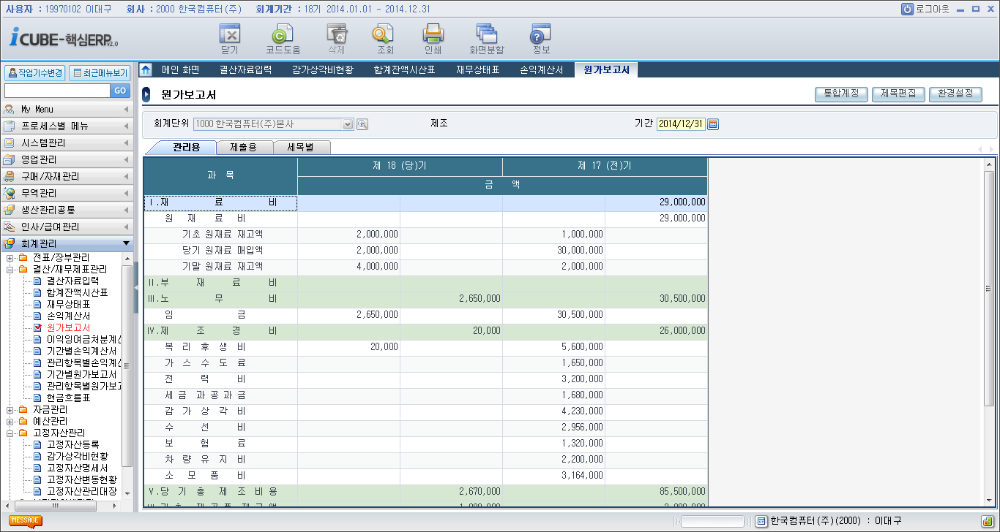 사용자 : 19970102 이대구 회사 : 2000 한국컴퓨터(주) 회계기간 : 18기 2014.01.01 ~ 2014.12.31 로그아웃
iCUBE-핵심ERP v2.0 닫기 코드도움 삭제 조회 인쇄 화면분할 정보
작업기수변경 최근메뉴보기
메인 화면 결산자료입력 감가상각비현황 합계잔액시산표 재무상태표 손익계산서 원가보고서
GO
원가보고서 통합계정 제목편집 환경설정
My Menu
프로세스별 메뉴
시스템관리
영업관리
구매/자재관리
무역관리
생산관리공통
인사/급여관리
회계관리
전표/장부관리
결산/재무제표관리
결산자료입력
합계잔액시산표
재무상태표
손익계산서
원가보고서
이익잉여금처분계산
기간별손익계산서
관리항목별손익계산
기간별원가보고서
관리항목별원가보고
현금흐름표
자금관리
예산관리
고정자산관리
고정자산등록
감가상각비현황
고정자산명세서
고정자산변동현황
고정자산관리대장
회계단위 1000 한국컴퓨터(주)본사 제조 기간 2014/12/31
관리용 제출용 세목별
과 목 제 18 (당)기 제 17 (전)기
금 액
Ⅰ.재 료 비 29,000,000
원 재 료 비 29,000,000
기초 원재료 재고액 2,000,000 1,000,000
당기 원재료 매입액 2,000,000 30,000,000
기말 원재료 재고액 4,000,000 2,000,000
Ⅱ.부 재 료 비
Ⅲ.노 무 비 2,650,000 30,500,000
임 금 2,650,000 30,500,000
Ⅳ.제 조 경 비 20,000 26,000,000
복 리 후 생 비 20,000 5,600,000
가 스 수 도 료 1,650,000
전 력 비 3,200,000
세 금 과 공 과 금 1,680,000
감 가 상 각 비 4,230,000
수 선 비 2,956,000
보 험 료 1,320,000
차 량 유 지 비 2,200,000
소 모 품 비 3,164,000
Ⅴ.당 기 총 제 조 비 용 2,670,000 85,500,000
MESSAGE 한국컴퓨터(주)(2000) : 이대구